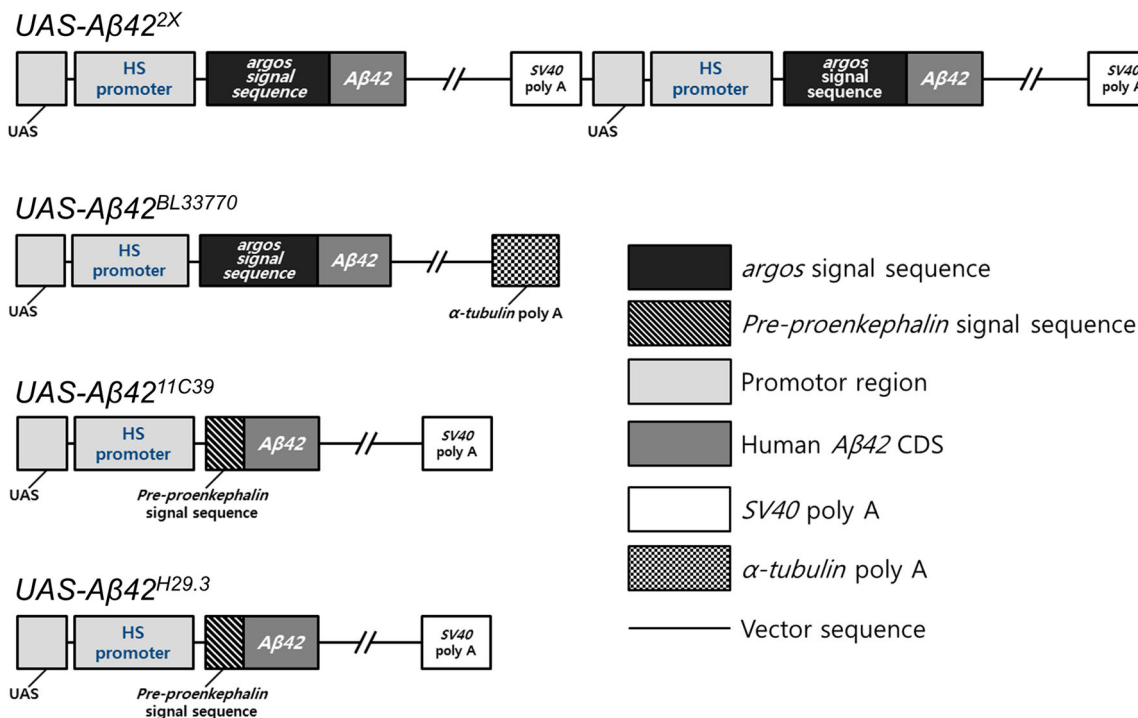 UAS-Aβ42^2X
HS promoter
argos signal sequence
Aβ42
SV40 poly A
HS promoter
argos signal sequence
Aβ42
SV40 poly A
UAS
UAS
UAS-Aβ42^BL33770
HS promoter
argos signal sequence
Aβ42
UAS
α-tubulin poly A
UAS-Aβ42^11C39
HS promoter
Aβ42
SV40 poly A
UAS
Pre-proenkephalin
signal sequence
UAS-Aβ42^H29.3
HS promoter
Aβ42
SV40 poly A
UAS
Pre-proenkephalin
signal sequence
argos signal sequence
Pre-proenkephalin signal sequence
Promotor region
Human Aβ42 CDS
SV40 poly A
α-tubulin poly A
Vector sequence